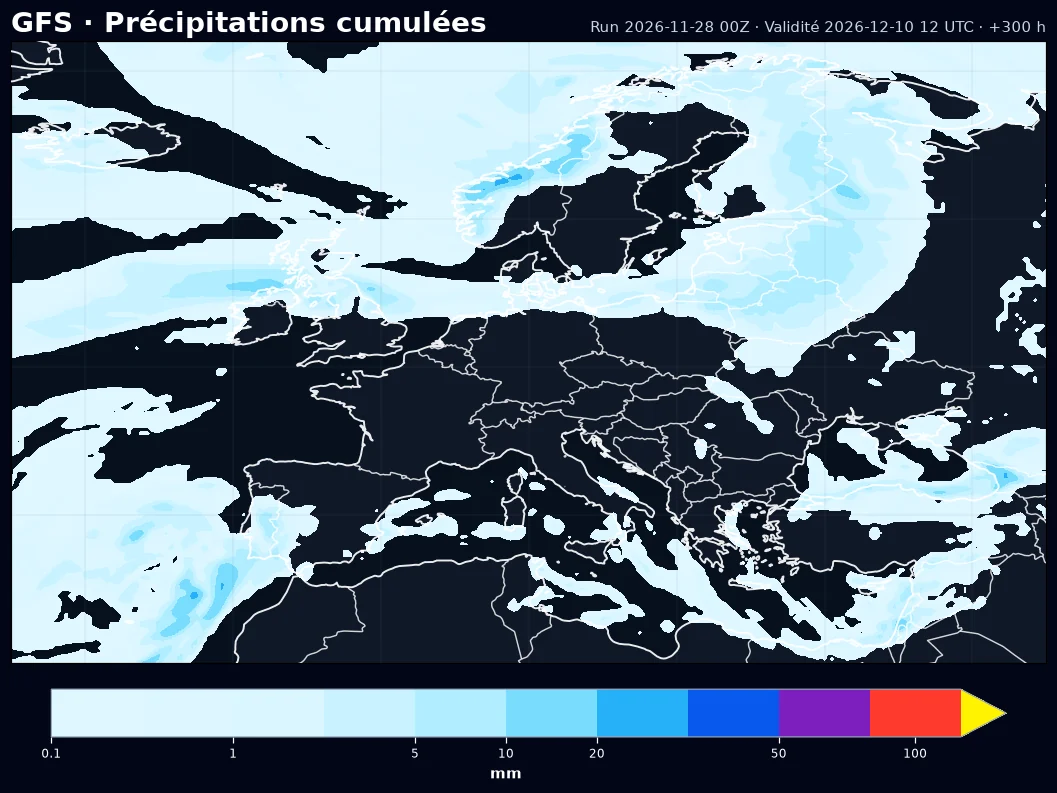 GFS · Précipitations cumulées
Run 2026-11-28 00Z · Validité 2026-12-10 12 UTC · +300 h
0.1 1 5 10 20 50 100
mm